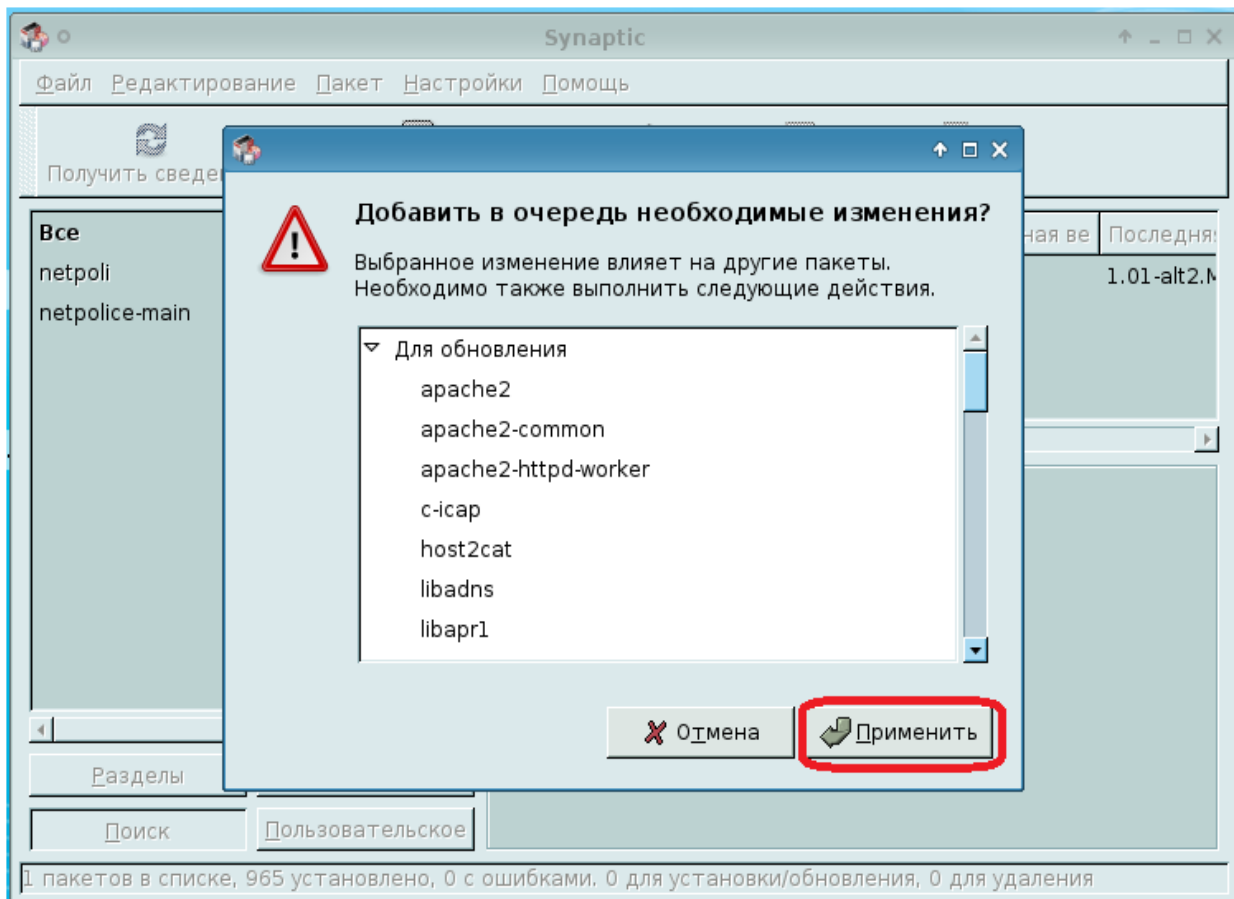 Synaptic
Файл Редактирование Пакет Настройки Помощь
Получить сведе
Добавить в очередь необходимые изменения?
Выбранное изменение влияет на другие пакеты.
Необходимо также выполнить следующие действия.
Все
netpoli
netpolice-main
ная ве Последняя
1.01-alt2.M
Для обновления
apache2
apache2-common
apache2-httpd-worker
c-icap
host2cat
libadns
libapr1
Отмена Применить
Разделы
Поиск Пользовательское
1 пакетов в списке, 965 установлено, 0 с ошибками. 0 для установки/обновления, 0 для удаления